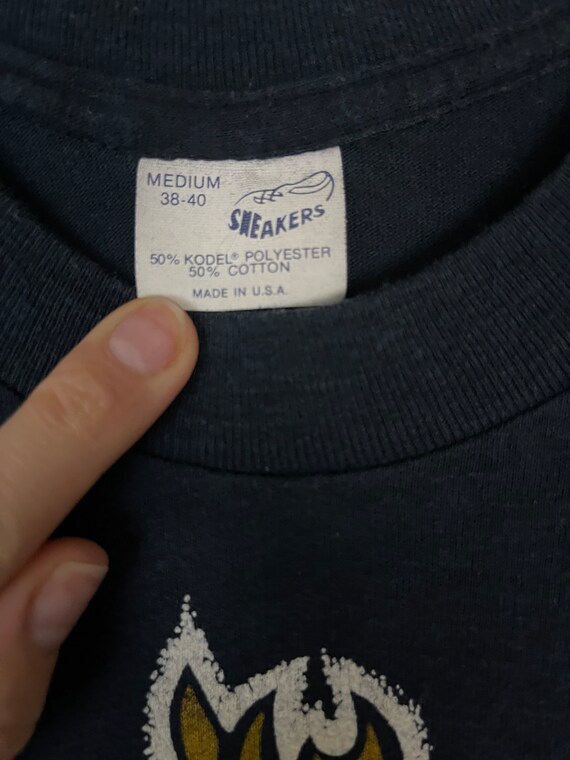 MEDIUM
38-40
SNEAKERS
50% KODEL® POLYESTER
50% COTTON
MADE IN U.S.A.